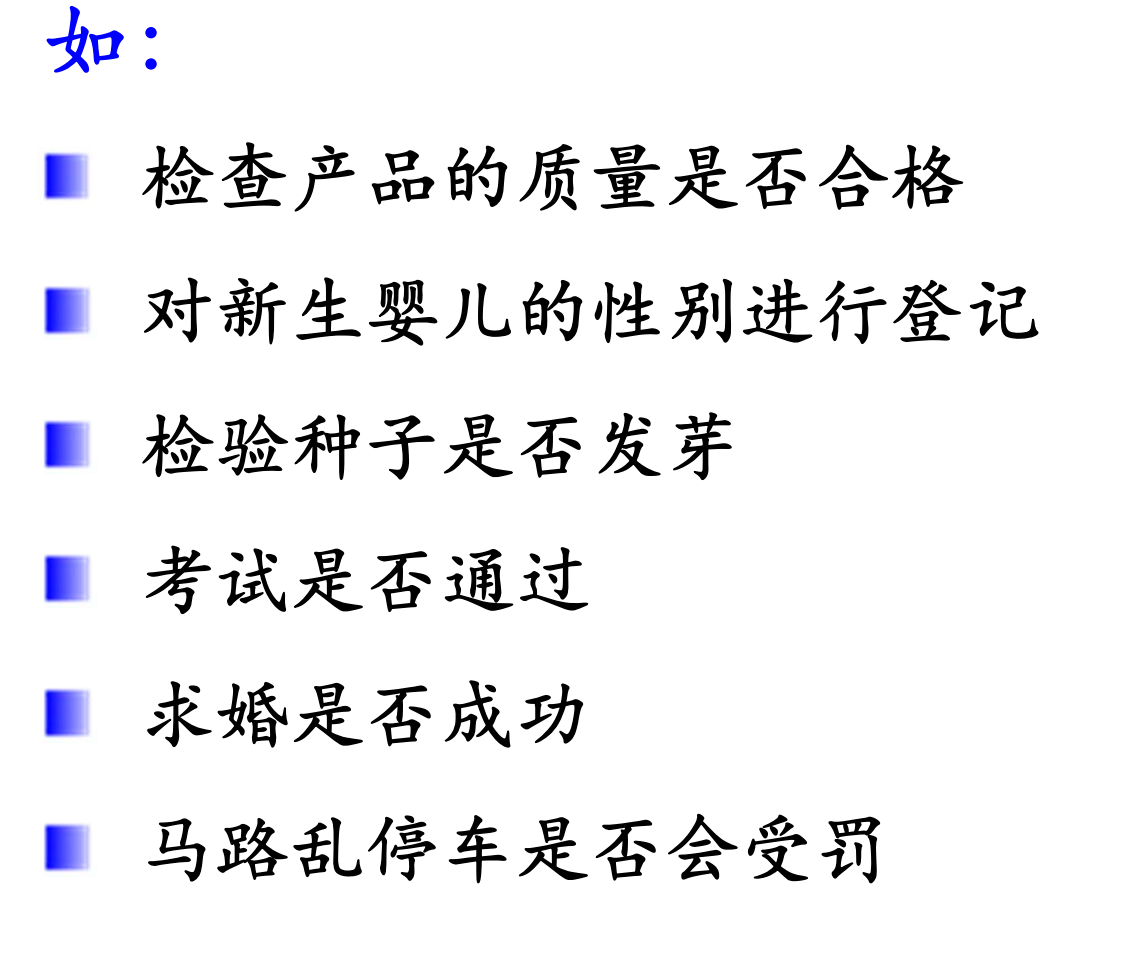 如：
检查产品的质量是否合格
对新生婴儿的性别进行登记
检验种子是否发芽
考试是否通过
求婚是否成功
马路乱停车是否会受罚